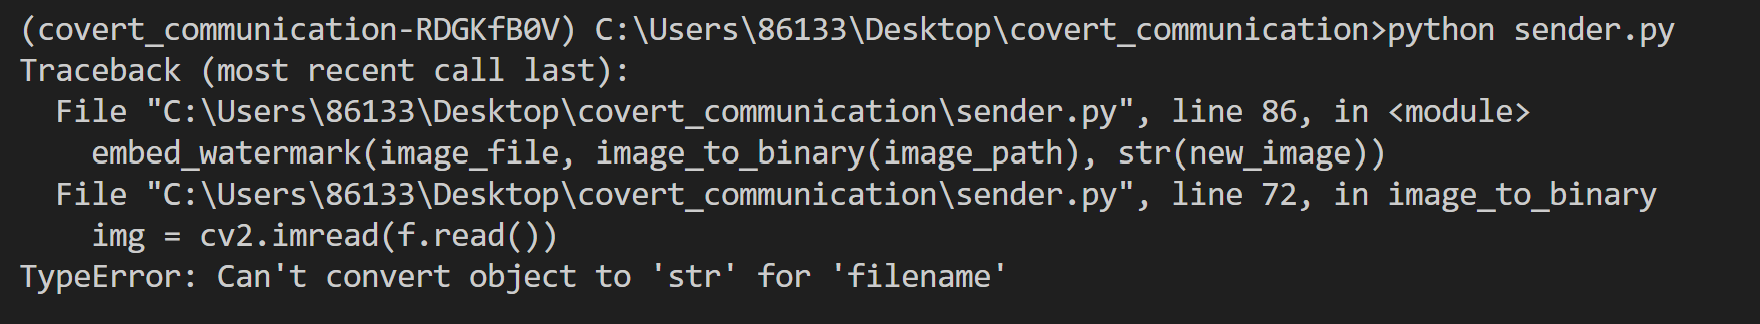 (covert_communication-RDGKfB0V) C:\Users\86133\Desktop\covert_communication>python sender.py
Traceback (most recent call last):
  File "C:\Users\86133\Desktop\covert_communication\sender.py", line 86, in <module>
    embed_watermark(image_file, image_to_binary(image_path), str(new_image))
  File "C:\Users\86133\Desktop\covert_communication\sender.py", line 72, in image_to_binary
    img = cv2.imread(f.read())
TypeError: Can't convert object to 'str' for 'filename'